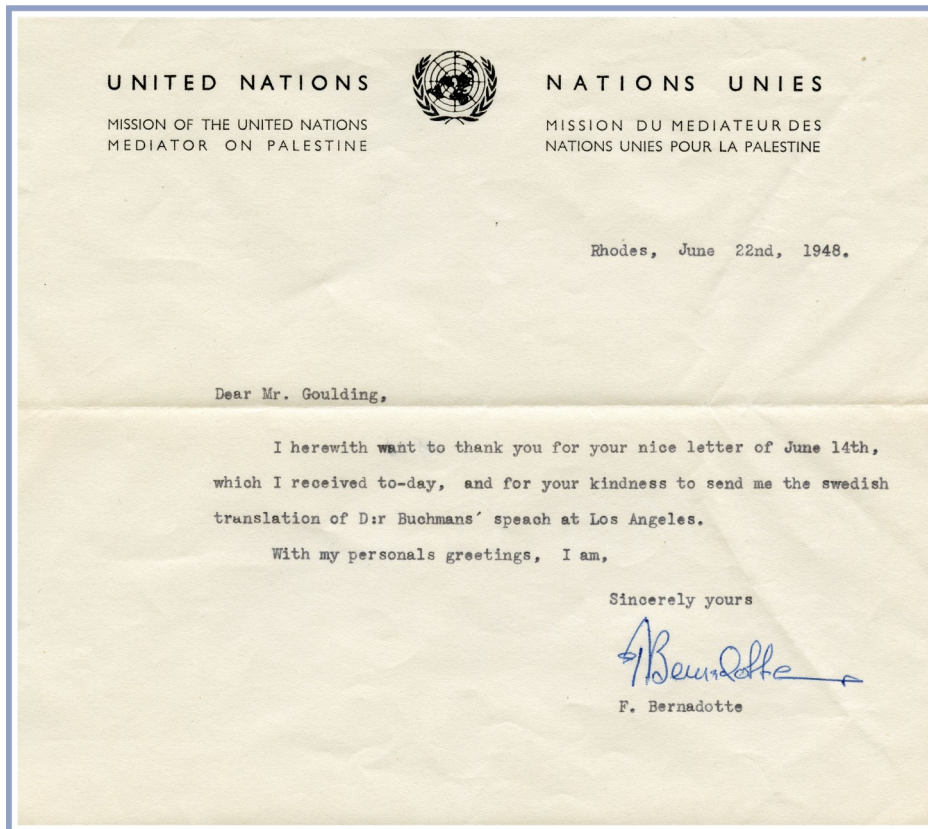 UNITED NATIONS NATIONS UNIES
MISSION OF THE UNITED NATIONS MISSION DU MEDIATEUR DES
MEDIATOR ON PALESTINE NATIONS UNIES POUR LA PALESTINE
Rhodes, June 22nd, 1948.
Dear Mr. Goulding,
I herewith want to thank you for your nice letter of June 14th,
which I received to-day, and for your kindness to send me the swedish
translation of D:r Buchmans´ speach at Los Angeles.
With my personals greetings, I am,
Sincerely yours
F Bernadotte
F. Bernadotte